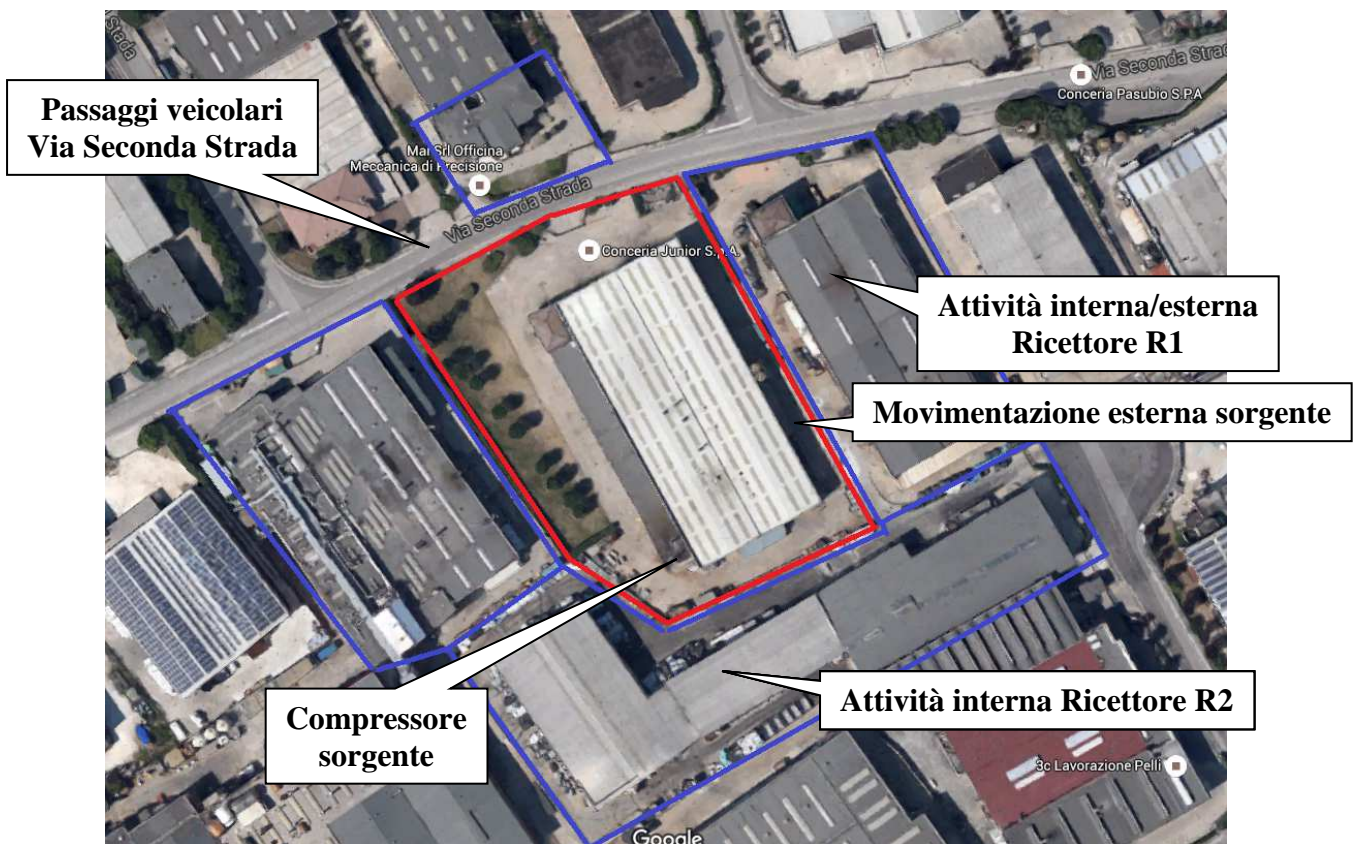 Strada
Via Seconda Strad
Conceria Pasubio S.P.A
Passaggi veicolari
Via Seconda Strada
Mar Srl Officina
Meccanica di Precisione
Via Seconda Strada
Conceria Junior S.p.A.
Attività interna/esterna
Ricettore R1
Movimentazione esterna sorgente
Attività interna Ricettore R2
Compressore
sorgente
3c Lavorazione Pelli
Google